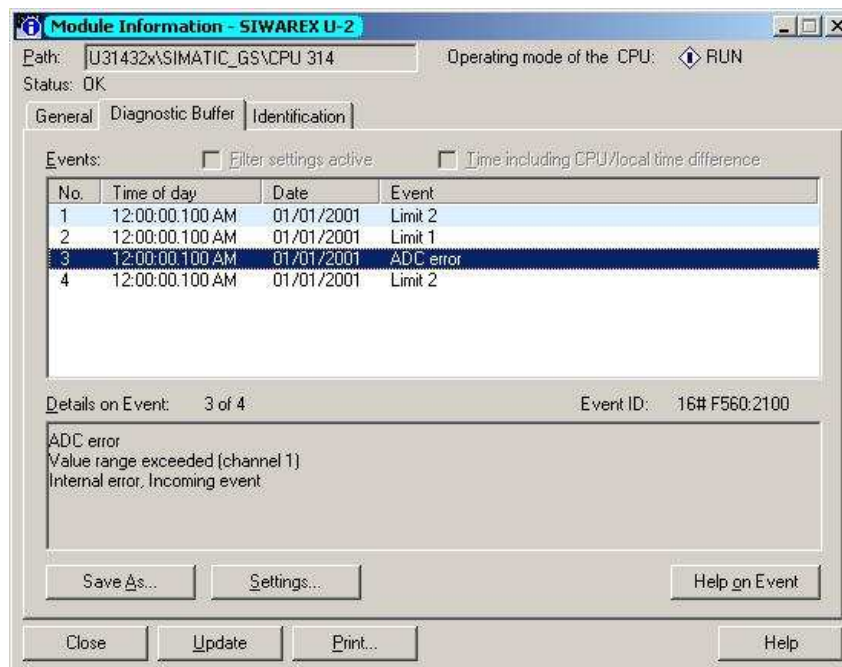 Module Information - SIWAREX U-2
Path: U31432x\SIMATIC_GS\CPU 314 Operating mode of the CPU: RUN
Status: OK
General Diagnostic Buffer Identification
Events: Filter settings active Time including CPU/local time difference
No. Time of day Date Event
1 12:00:00.100 AM 01/01/2001 Limit 2
2 12:00:00.100 AM 01/01/2001 Limit 1
3 12:00:00.100 AM 01/01/2001 ADC error
4 12:00:00.100 AM 01/01/2001 Limit 2
Details on Event: 3 of 4 Event ID: 16# F560:2100
ADC error
Value range exceeded (channel 1)
Internal error, Incoming event
Save As... Settings... Help on Event
Close Update Print... Help